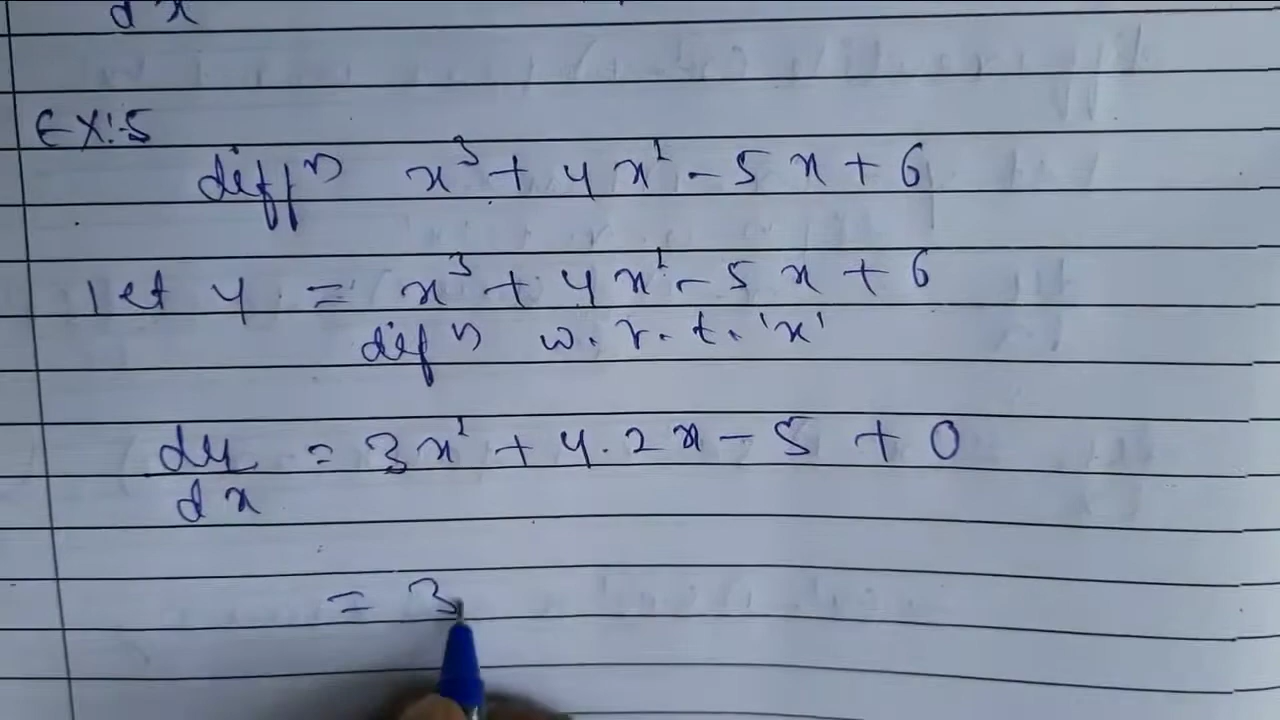 dx
EX:-5
diffn x³ + 4x² - 5x + 6
let y = x³ + 4x² - 5x + 6
diffn w.r.t. 'x'
dy/dx = 3x² + 4.2x - 5 + 0
= 3